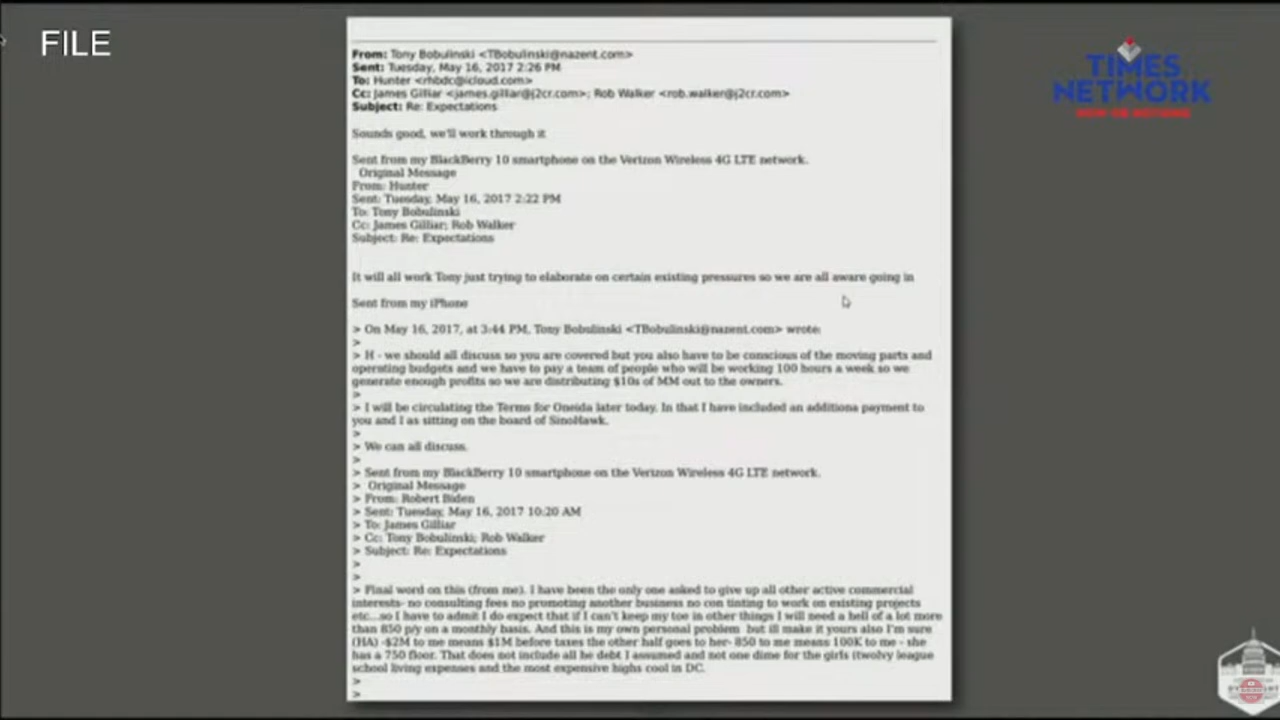 FILE
TIMES
NETWORK
From: Tony Bobulinski <TBobulinski@nazent.com>
Sent: Tuesday, May 16, 2017 2:26 PM
To: Hunter <rhbdc@icloud.com>
Cc: James Gilliar <james.gilliar@j2cr.com>; Rob Walker <rob.walker@j2cr.com>
Subject: Re: Expectations
Sounds good, we'll work through it
Sent from my BlackBerry 10 smartphone on the Verizon Wireless 4G LTE network.
Original Message
From: Hunter
Sent: Tuesday, May 16, 2017 2:22 PM
To: Tony Bobulinski
Cc: James Gilliar; Rob Walker
Subject: Re: Expectations
It will all work Tony just trying to elaborate on certain existing pressures so we are all aware going in
Sent from my iPhone
> On May 16, 2017, at 3:44 PM, Tony Bobulinski <TBobulinski@nazent.com> wrote:
>
> H - we should all discuss so you are covered but you also have to be conscious of the moving parts and
operating budgets and we have to pay a team of people who will be working 100 hours a week so we
generate enough profits so we are distributing $10s of MM out to the owners.
>
> I will be circulating the Terms for Oneida later today. In that I have included an additiona payment to
you and I as sitting on the board of SinoHawk.
>
> We can all discuss.
>
> Sent from my BlackBerry 10 smartphone on the Verizon Wireless 4G LTE network.
> Original Message
> From: Robert Biden
> Sent: Tuesday, May 16, 2017 10:20 AM
> To: James Gilliar
> Cc: Tony Bobulinski; Rob Walker
> Subject: Re: Expectations
>
>
> Final word on this (from me). I have been the only one asked to give up all other active commercial
interests- no consulting fees no promoting another business no con tinting to work on existing projects
etc...so I have to admit I do expect that if I can't keep my toe in other things I will need a hell of a lot more
than 850 p/y on a monthly basis. And this is my own personal problem but ill make it yours also I'm sure
(HA) -$2M to me means $1M before taxes the other half goes to her- 850 to me means 100K to me - she
has a 750 floor. That does not include all he debt I assumed and not one dime for the girls (twolvy league
school living expenses and the most expensive highs cool in DC.
>
>